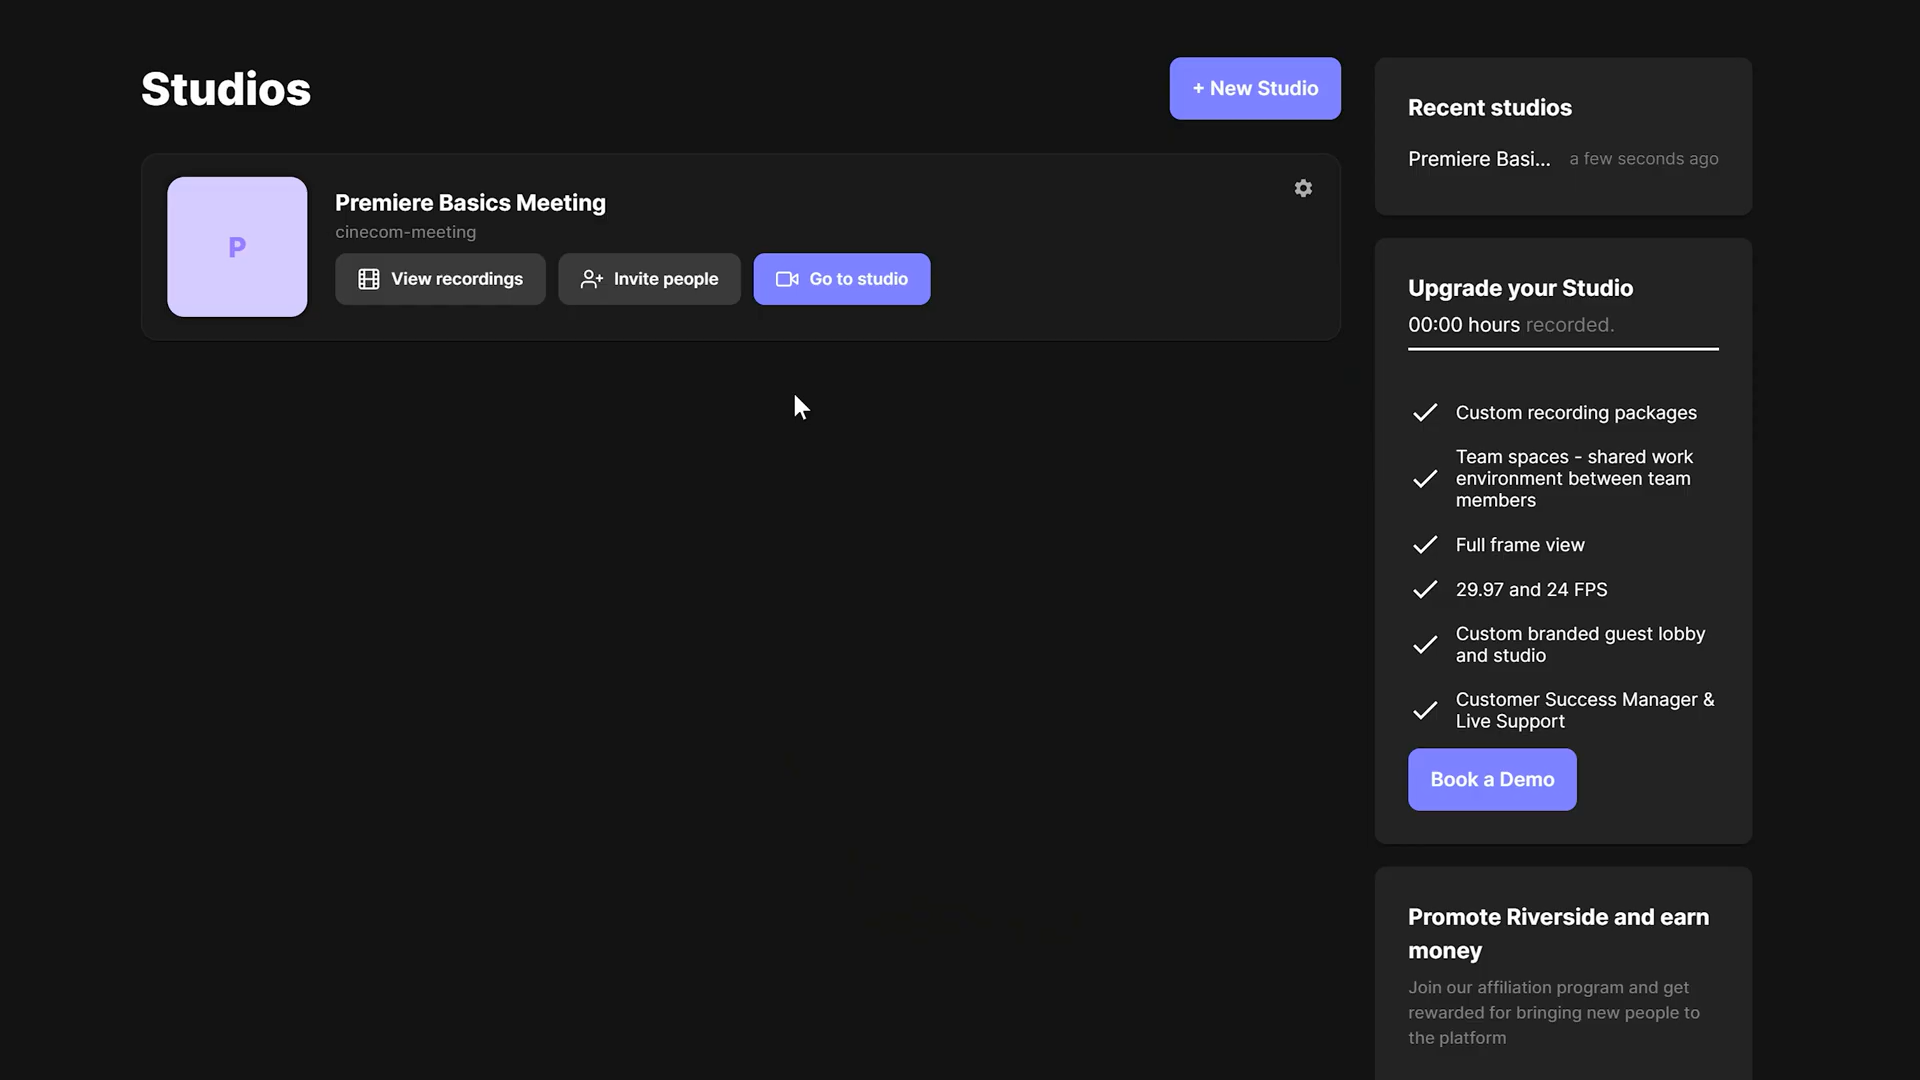 Studios
+ New Studio
P
Premiere Basics Meeting
cinecom-meeting
View recordings
Invite people
Go to studio
Recent studios
Premiere Basi... a few seconds ago
Upgrade your Studio
00:00 hours recorded.
Custom recording packages
Team spaces - shared work
environment between team
members
Full frame view
29.97 and 24 FPS
Custom branded guest lobby
and studio
Customer Success Manager &
Live Support
Book a Demo
Promote Riverside and earn
money
Join our affiliation program and get
rewarded for bringing new people to
the platform